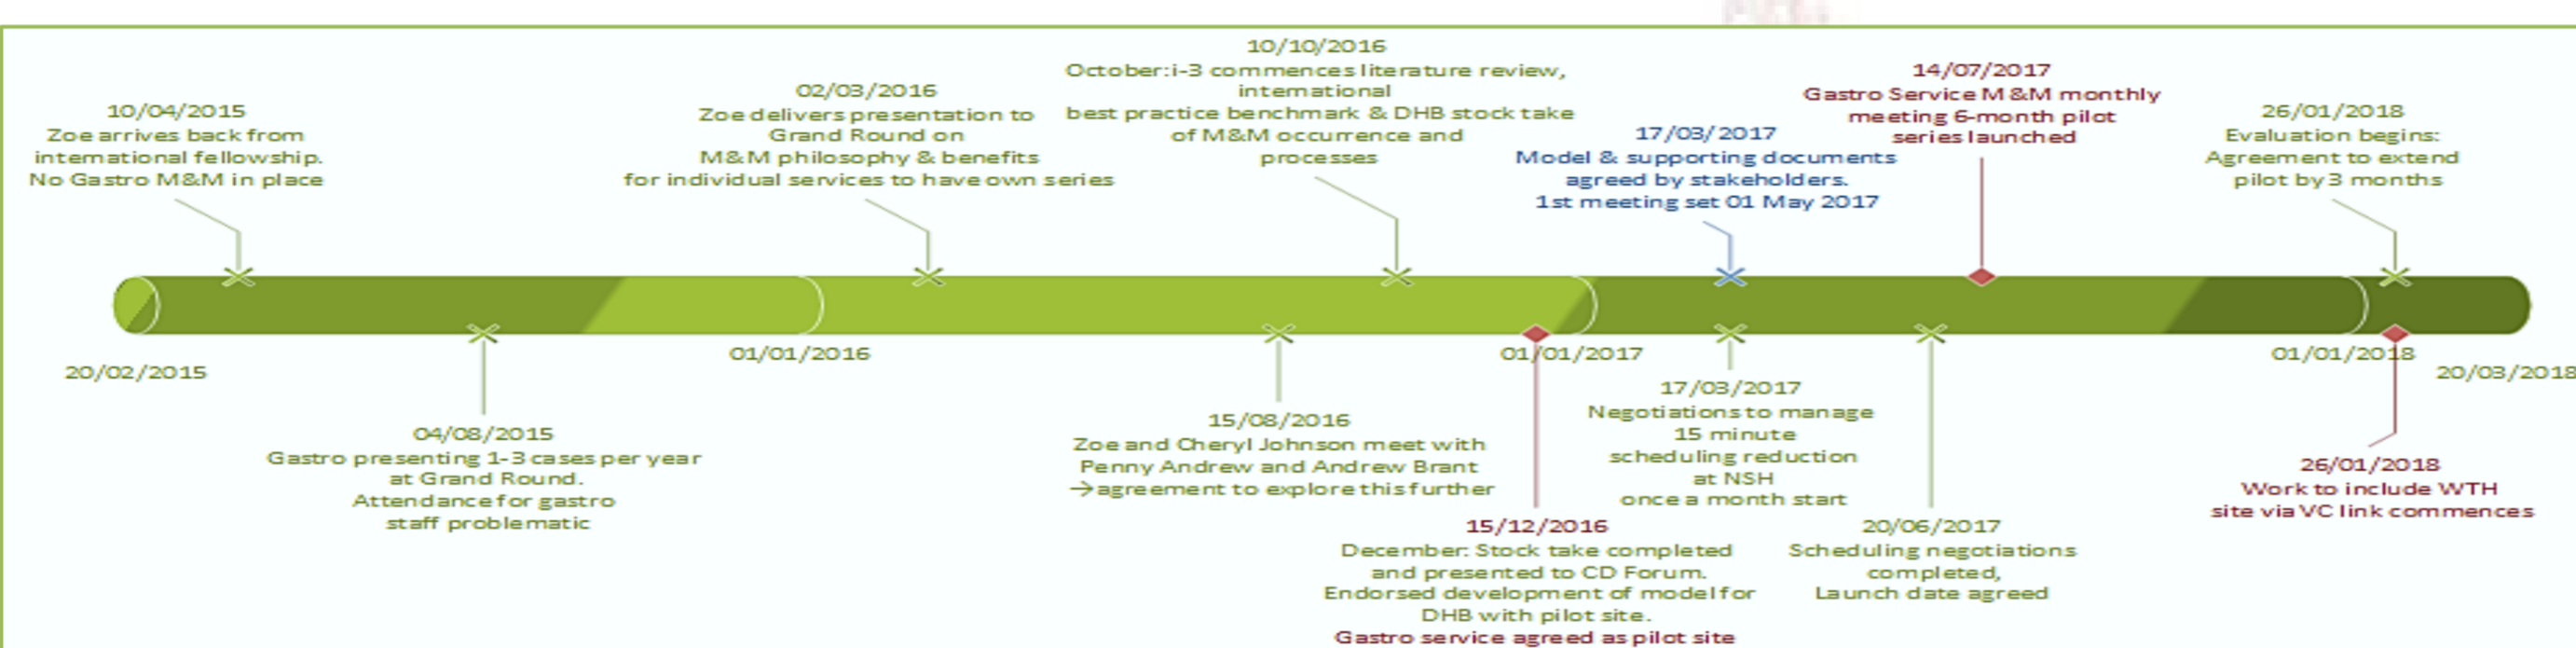 10/04/2015
Zoe arrives back from
international fellowship.
No Gastro M&M in place
02/03/2016
Zoe delivers presentation to
Grand Round on
M&M philosophy & benefits
for individual services to have own series
10/10/2016
October:i-3 commences literature review,
international
best practice benchmark & DHB stock take
of M&M occurrence and
processes
17/03/2017
Model & supporting documents
agreed by stakeholders.
1st meeting set 01 May 2017
14/07/2017
Gastro Service M&M monthly
meeting 6-month pilot
series launched
26/01/2018
Evaluation begins:
Agreement to extend
pilot by 3 months
20/02/2015
01/01/2016
01/01/2017
01/01/2018
20/03/2018
04/08/2015
Gastro presenting 1-3 cases per year
at Grand Round.
Attendance for gastro
staff problematic
15/08/2016
Zoe and Cheryl Johnson meet with
Penny Andrew and Andrew Brant
→agreement to explore this further
15/12/2016
December: Stock take completed
and presented to CD Forum.
Endorsed development of model for
DHB with pilot site.
Gastro service agreed as pilot site
17/03/2017
Negotiations to manage
15 minute
scheduling reduction
at NSH
once a month start
20/06/2017
Scheduling negotiations
completed,
Launch date agreed
26/01/2018
Work to include WTH
site via VC link commences